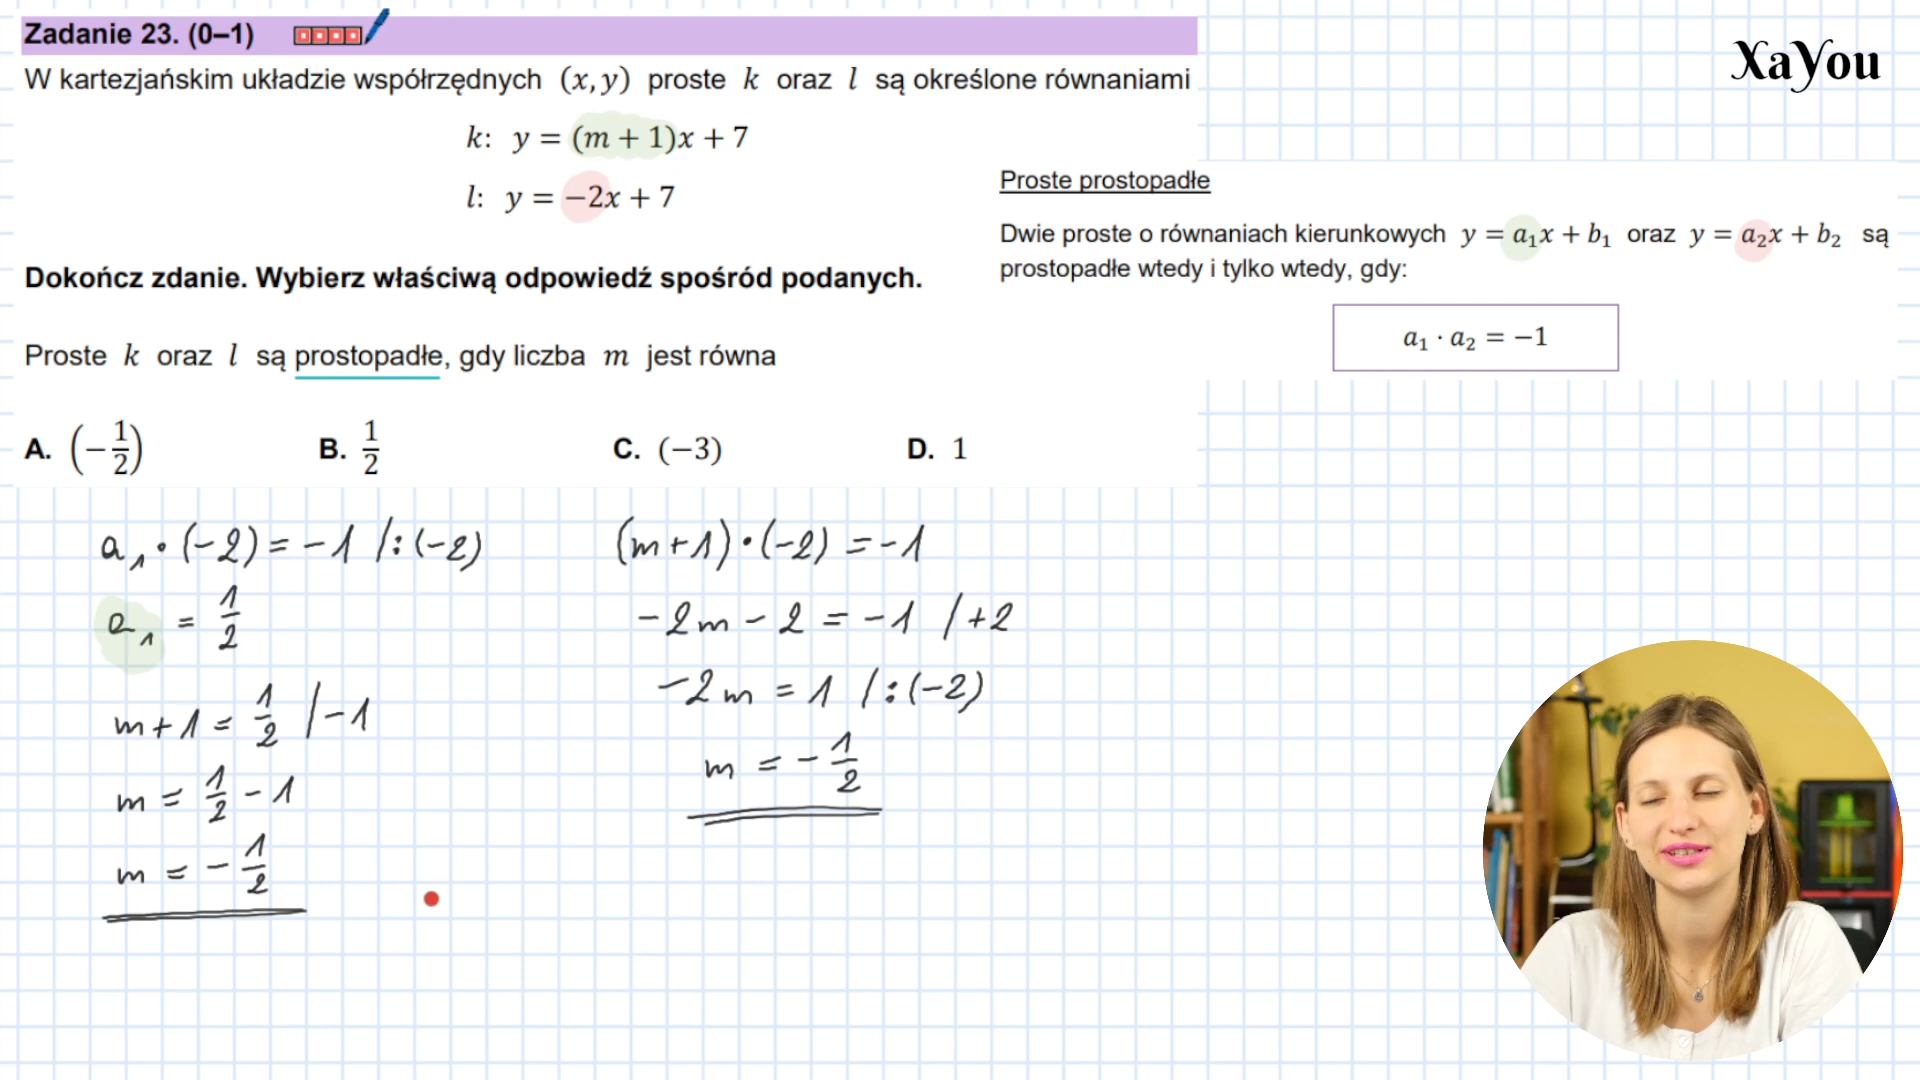 Zadanie 23. (0–1)
XaYou
W kartezjańskim układzie współrzędnych (x, y) proste k oraz l są określone równaniami
k: y = (m + 1)x + 7
l: y = −2x + 7
Proste prostopadłe
Dwie proste o równaniach kierunkowych y = a₁x + b₁ oraz y = a₂x + b₂ są
prostopadłe wtedy i tylko wtedy, gdy:
a₁ · a₂ = −1
Dokończ zdanie. Wybierz właściwą odpowiedź spośród podanych.
Proste k oraz l są prostopadłe, gdy liczba m jest równa
A. (−1/2) B. 1/2 C. (−3) D. 1
a₁ · (−2) = −1 /:(−2)
a₁ = 1/2
m+1 = 1/2 /−1
m = 1/2 − 1
m = −1/2
(m+1)·(−2) = −1
−2m − 2 = −1 /+2
−2m = 1 /:(−2)
m = −1/2